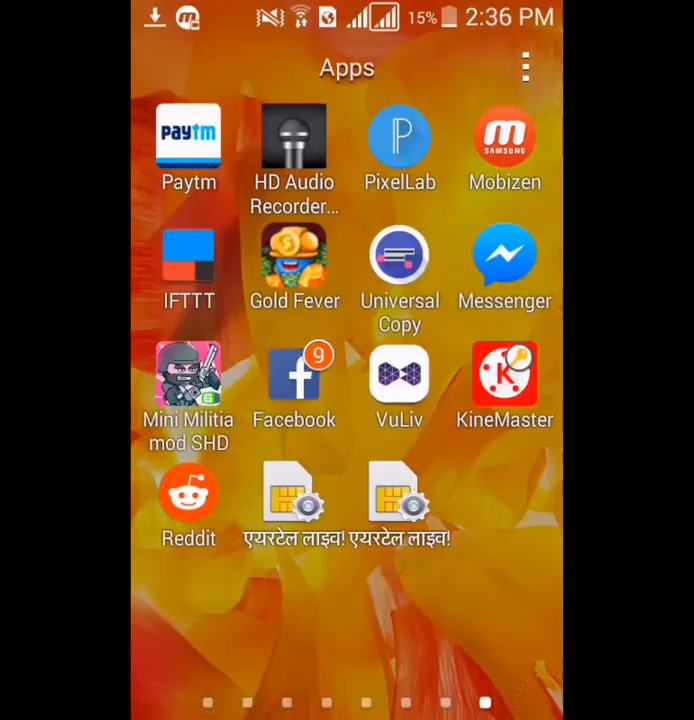 15% 2:36 PM
Apps
paytm
m
SAMSUNG
Paytm
HD Audio
Recorder...
PixelLab
Mobizen
IFTTT
Gold Fever
Universal
Copy
Messenger
9
Mini Militia
mod SHD
Facebook
VuLiv
KineMaster
Reddit
एयरटेल लाइव!
एयरटेल लाइव!